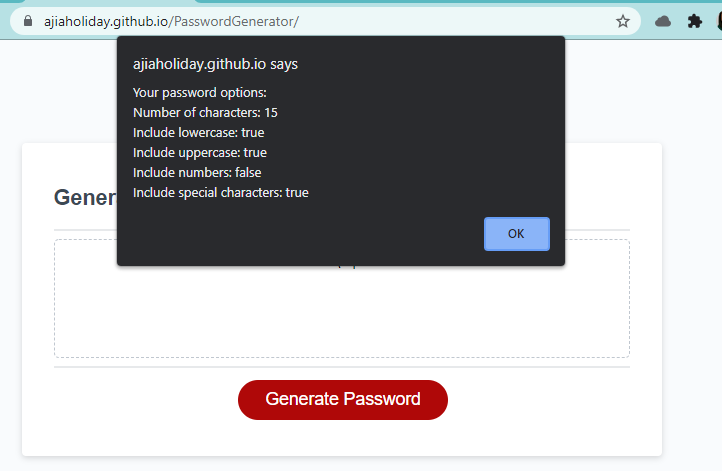 ajiaholiday.github.io/PasswordGenerator/
ajiaholiday.github.io says
Your password options:
Number of characters: 15
Include lowercase: true
Include uppercase: true
Include numbers: false
Include special characters: true
OK
Gener
Generate Password